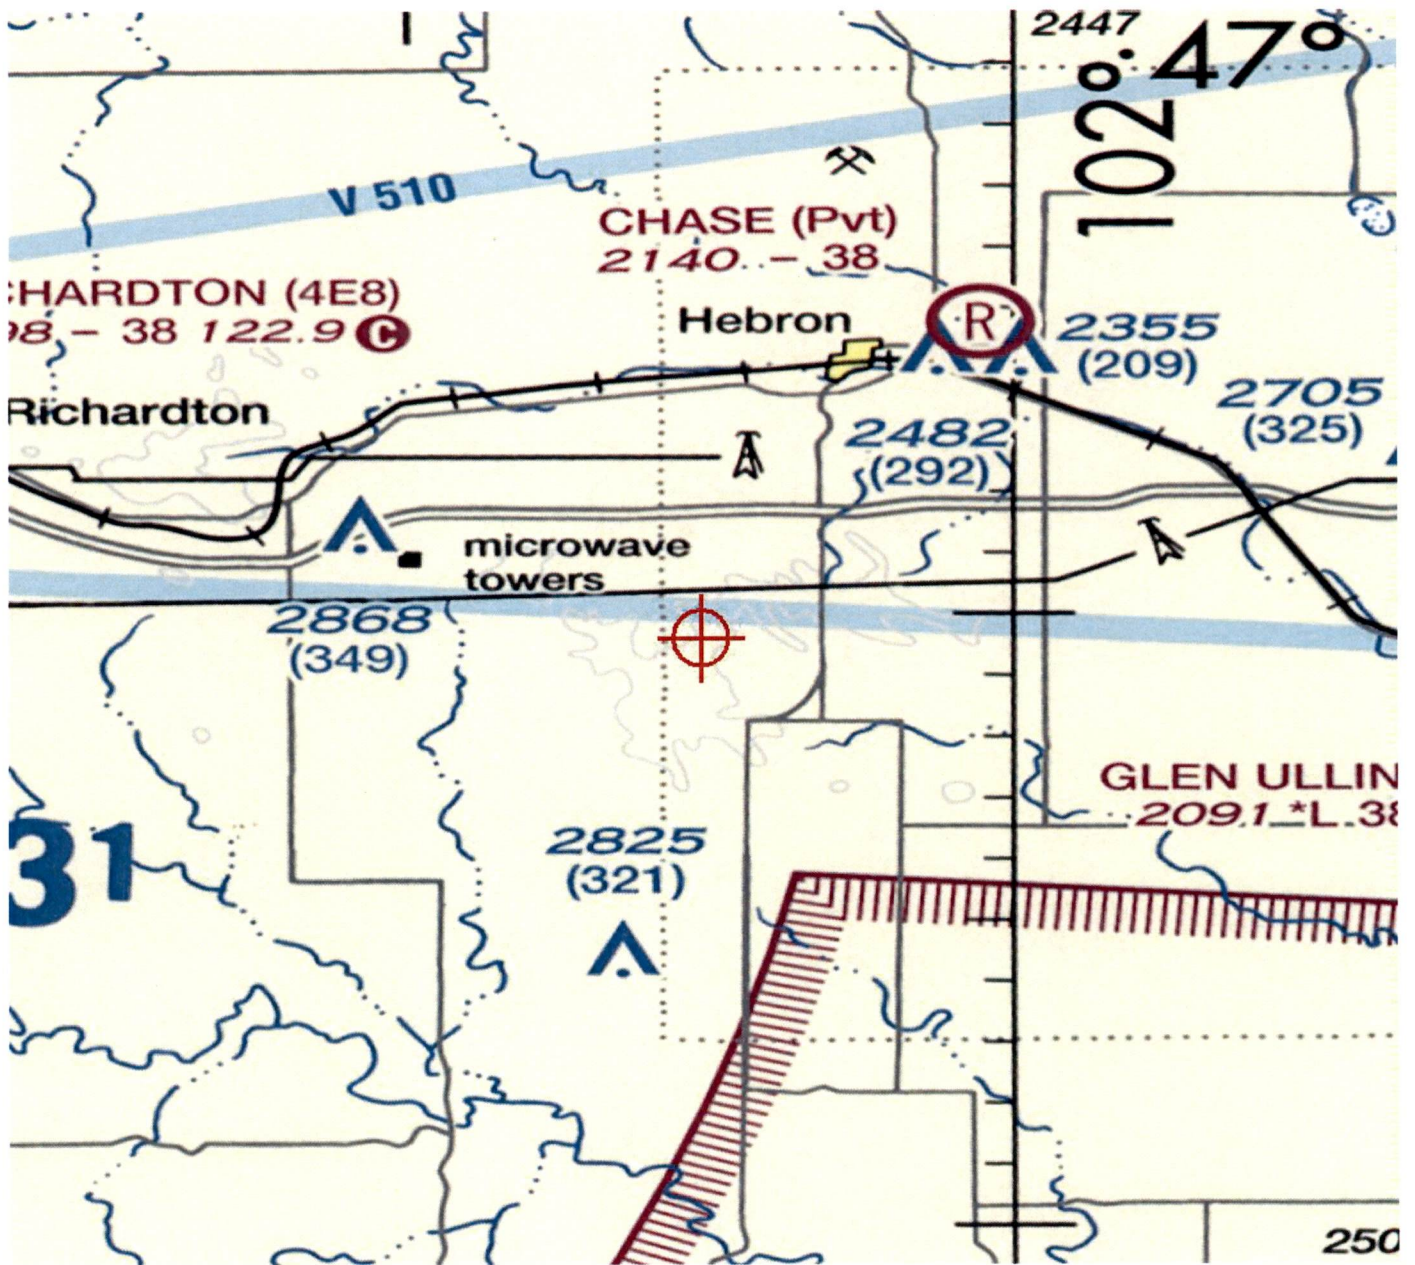 2447
47°
102°
V 510
CHASE (Pvt)
2140 - 38
CHARDTON (4E8)
98 - 38 122.9 C
Hebron
R
2355
(209)
Richardton
2705
(325)
2482
(292)
microwave
towers
2868
(349)
GLEN ULLIN
2091 *L 38
31
2825
(321)
250